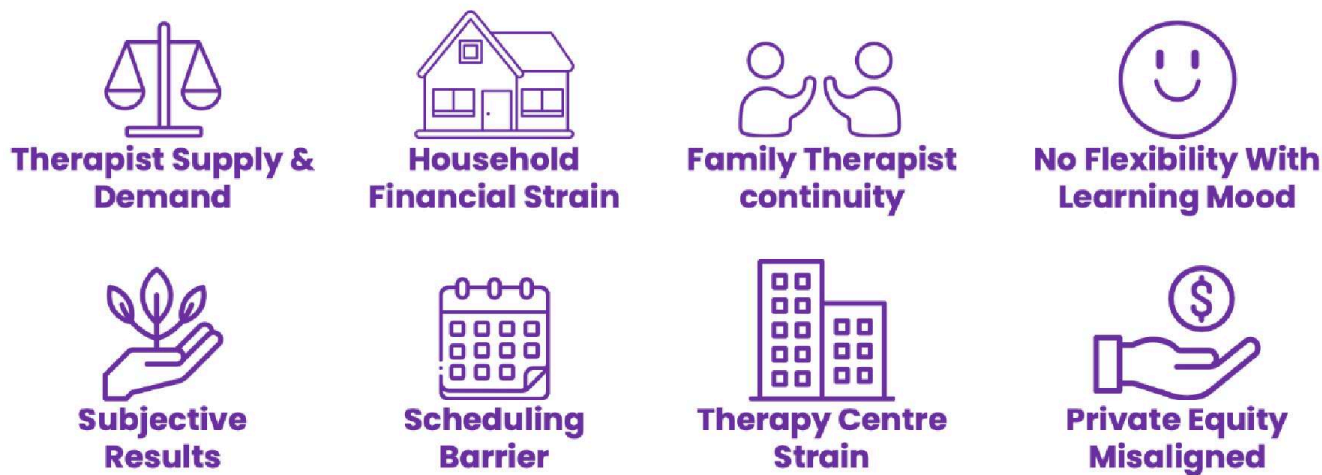 Therapist Supply &
Demand
Household
Financial Strain
Family Therapist
continuity
No Flexibility With
Learning Mood
Subjective
Results
Scheduling
Barrier
Therapy Centre
Strain
$
Private Equity
Misaligned